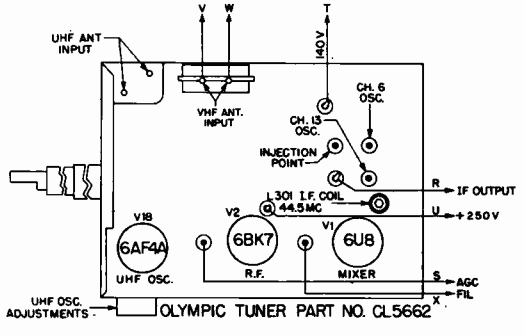 V W T
UHF ANT
INPUT
140V
VHF ANT.
INPUT
CH. 6
OSC.
CH. 13
OSC.
INJECTION
POINT
R IF OUTPUT
L301 I.F. COIL
44.5MC
U +250V
V18
6AF4A
UHF OSC.
V2
6BK7
R.F.
V1
6U8
MIXER
S AGC
X FIL
UHF OSC.
ADJUSTMENTS
OLYMPIC TUNER PART NO. CL5662